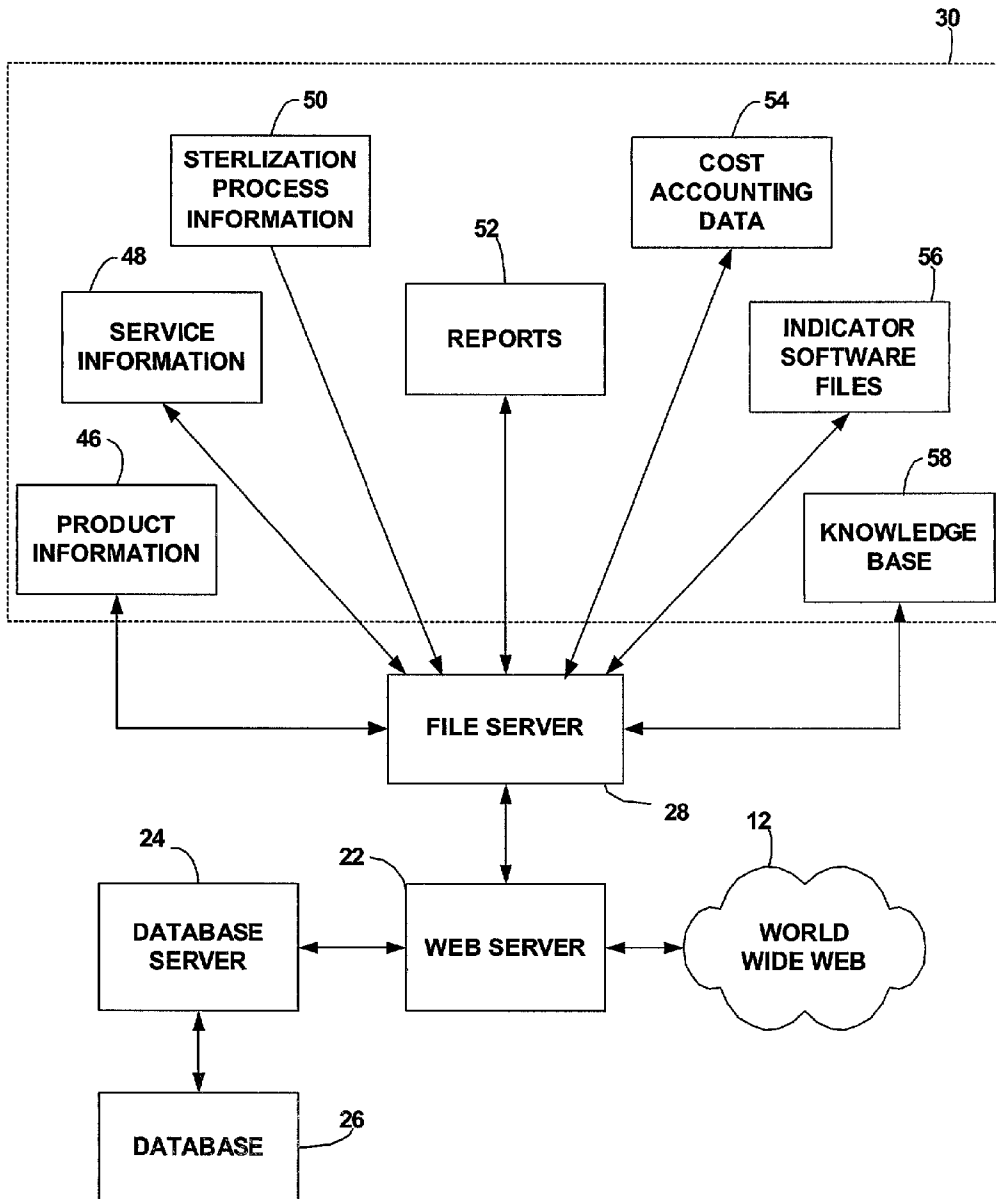 30
50
54
STERLIZATION
PROCESS
INFORMATION
COST
ACCOUNTING
DATA
48
52
56
SERVICE
INFORMATION
REPORTS
INDICATOR
SOFTWARE
FILES
46
58
PRODUCT
INFORMATION
KNOWLEDGE
BASE
FILE SERVER
28
24
22
12
DATABASE
SERVER
WEB SERVER
WORLD
WIDE WEB
DATABASE
26